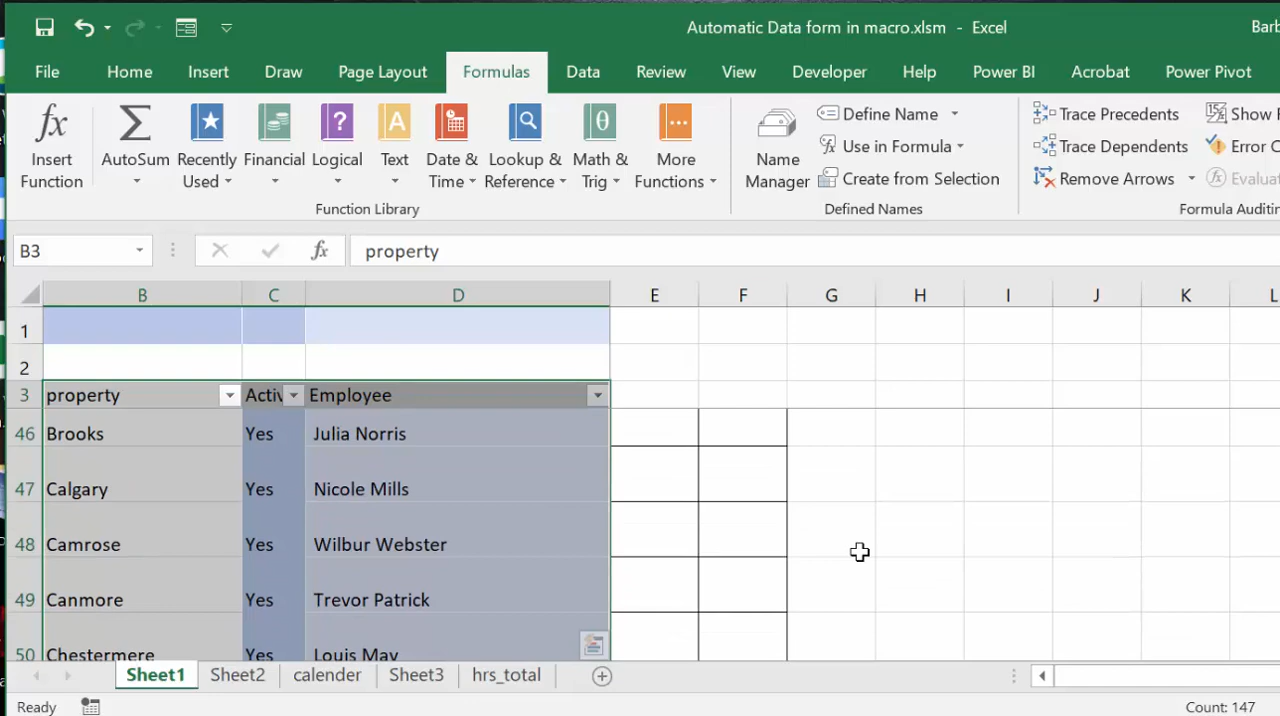 Automatic Data form in macro.xlsm - Excel
Barb
File Home Insert Draw Page Layout Formulas Data Review View Developer Help Power BI Acrobat Power Pivot
fx
Insert
Function
AutoSum
Recently
Used
Financial
?
Logical
A
Text
Date &
Time
Lookup &
Reference
θ
Math &
Trig
More
Functions
Function Library
Name
Manager
Define Name
Use in Formula
Create from Selection
Defined Names
Trace Precedents
Trace Dependents
Remove Arrows
Show
Error
Formula
B3
fx
property
B C D E F G H I J K L
1
2
3 property Activ Employee
46 Brooks Yes Julia Norris
47 Calgary Yes Nicole Mills
48 Camrose Yes Wilbur Webster
49 Canmore Yes Trevor Patrick
50 Chestermere Yes Louis May
Sheet1 Sheet2 calender Sheet3 hrs_total
Ready
Count: 147